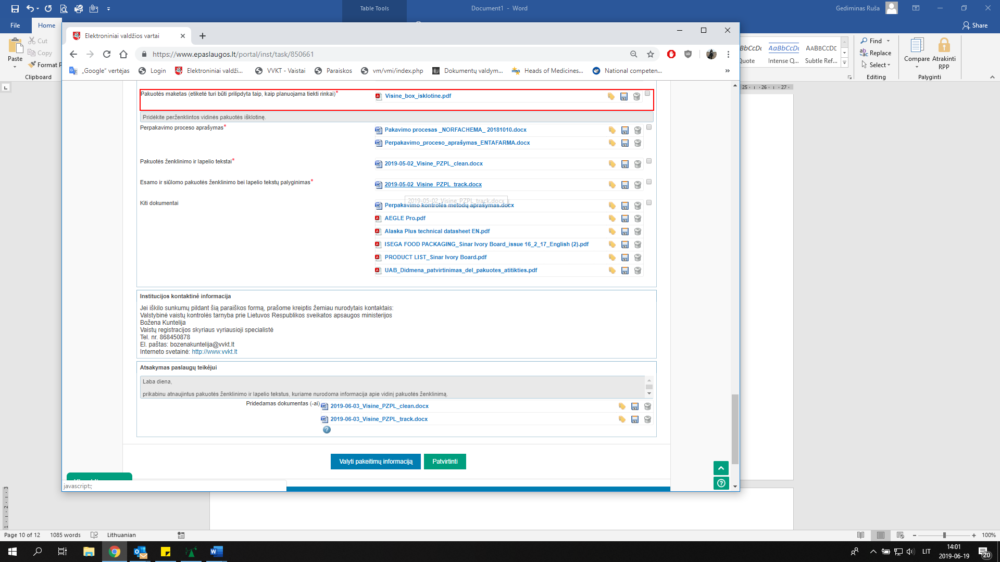 Table Tools
Document1 - Word
Gediminas Ruša
File
Home
Share
Paste
Cut
Copy
Format P
Clipboard
Quote
Intense Q...
Subtle Ref...
AaBbCcDc
AABBCCDE
Find
Replace
Select
Editing
Compare
Atrakinti
RPP
Palyginti
Elektroniniai valdžios vartai
https://www.epaslaugos.lt/portal/inst/task/850661
„Google“ vertėjas
Login
Elektroniniai valdži...
VVKT - Vaistai
Paraiskos
vm/vmi/index.php
Dokumentų valdym...
Heads of Medicines...
National competen...
25
26
27
Pakuotės maketas (etiketė turi būti prilipdyta taip, kaip planuojama tiekti rinkai)*
Visine_box_isklotine.pdf
Pridėkite perženklintos vidinės pakuotės išklotinę.
Perpakavimo proceso aprašymas*
Pakavimo procesas _NORFACHEMA_ 20181010.docx
Perpakavimo_proceso_aprašymas_ENTAFARMA.docx
Pakuotės ženklinimo ir lapelio tekstai*
2019-05-02_Visine_PZPL_clean.docx
Esamo ir siūlomo pakuotės ženklinimo bei lapelio tekstų palyginimas*
2019-05-02_Visine_PZPL_track.docx
2019-05-02_Visine_PZPL_track.docx
Kiti dokumentai
Perpakavimo kontrolės metodų aprašymas.docx
AEGLE Pro.pdf
Alaska Plus technical datasheet EN.pdf
ISEGA FOOD PACKAGING_Sinar Ivory Board_issue 16_2_17_English (2).pdf
PRODUCT LIST_Sinar Ivory Board.pdf
UAB_Didmena_patvirtinimas_del_pakuotes_atitikties.pdf
Institucijos kontaktinė informacija
Jei iškilo sunkumų pildant šią paraiškos formą, prašome kreiptis žemiau nurodytais kontaktais:
Valstybinė vaistų kontrolės tarnyba prie Lietuvos Respublikos sveikatos apsaugos ministerijos
Božena Kuntelija
Vaistų registracijos skyriaus vyriausioji specialistė
Tel. nr. 868450878
El. paštas: bozenakuntelija@vvkt.lt
Interneto svetainė: http://www.vvkt.lt
Atsakymas paslaugų teikėjui
Laba diena,
prikabinu atnaujintus pakuotės ženklinimo ir lapelio tekstus, kuriame nurodoma informacija apie vidinį pakuotės ženklinimą.
Pridedamas dokumentas (-ai)
2019-06-03_Visine_PZPL_clean.docx
2019-06-03_Visine_PZPL_track.docx
Valyti pakeitimų informaciją
Patvirtinti
javascript:;
Page 10 of 12
1085 words
Lithuanian
100%
LIT
14:01
2019-06-19
20